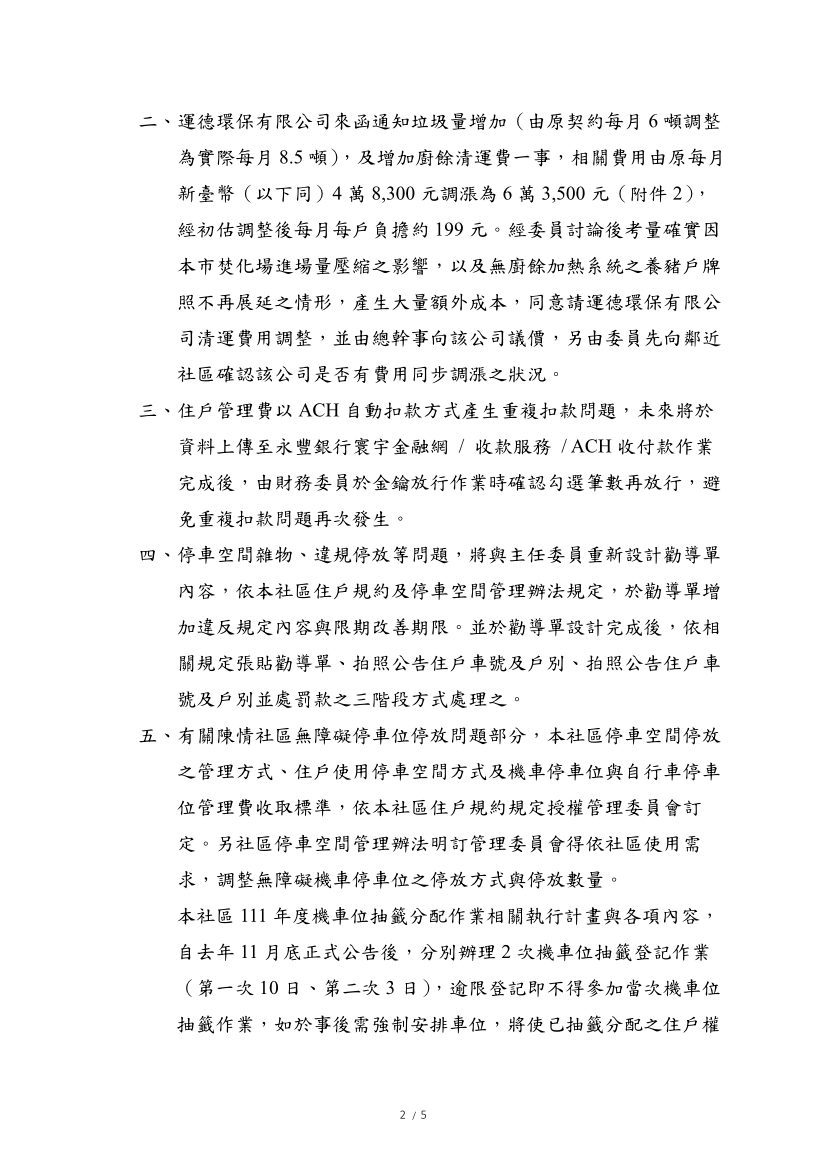 二、運德環保有限公司來函通知垃圾量增加（由原契約每月 6 噸調整
為實際每月 8.5 噸），及增加廚餘清運費一事，相關費用由原每月
新臺幣（以下同）4 萬 8,300 元調漲為 6 萬 3,500 元（附件 2），
經初估調整後每月每戶負擔約 199 元。經委員討論後考量確實因
本市焚化場進場量壓縮之影響，以及無廚餘加熱系統之養豬戶牌
照不再展延之情形，產生大量額外成本，同意請運德環保有限公
司清運費用調整，並由總幹事向該公司議價，另由委員先向鄰近
社區確認該公司是否有費用同步調漲之狀況。
三、住戶管理費以 ACH 自動扣款方式產生重複扣款問題，未來將於
資料上傳至永豐銀行寰宇金融網 / 收款服務 /ACH 收付款作業
完成後，由財務委員於金鑰放行作業時確認勾選筆數再放行，避
免重複扣款問題再次發生。
四、停車空間雜物、違規停放等問題，將與主任委員重新設計勸導單
內容，依本社區住戶規約及停車空間管理辦法規定，於勸導單增
加違反規定內容與限期改善期限。並於勸導單設計完成後，依相
關規定張貼勸導單、拍照公告住戶車號及戶別、拍照公告住戶車
號及戶別並處罰款之三階段方式處理之。
五、有關陳情社區無障礙停車位停放問題部分，本社區停車空間停放
之管理方式、住戶使用停車空間方式及機車停車位與自行車停車
位管理費收取標準，依本社區住戶規約規定授權管理委員會訂
定。另社區停車空間管理辦法明訂管理委員會得依社區使用需
求，調整無障礙機車停車位之停放方式與停放數量。
本社區 111 年度機車位抽籤分配作業相關執行計畫與各項內容，
自去年 11 月底正式公告後，分別辦理 2 次機車位抽籤登記作業
（第一次 10 日、第二次 3 日），逾限登記即不得參加當次機車位
抽籤作業，如於事後需強制安排車位，將使已抽籤分配之住戶權
2 / 5